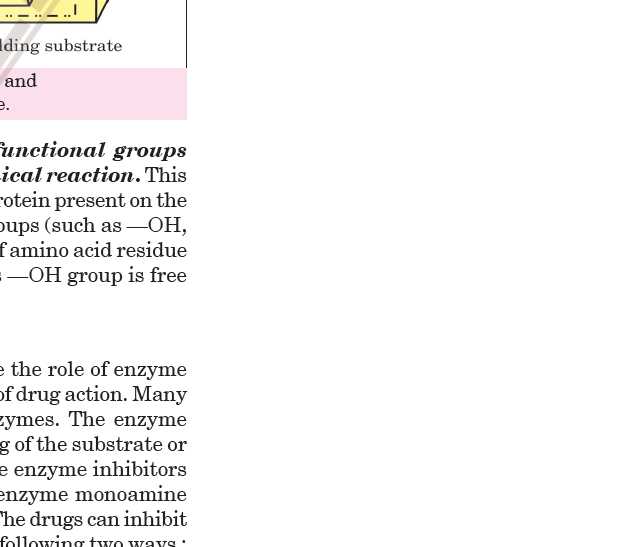 lding substrate
and
e.
functional groups
ical reaction. This
rotein present on the
oups (such as —OH,
f amino acid residue
s —OH group is free
e the role of enzyme
of drug action. Many
zymes. The enzyme
g of the substrate or
e enzyme inhibitors
enzyme monoamine
The drugs can inhibit
following two ways :